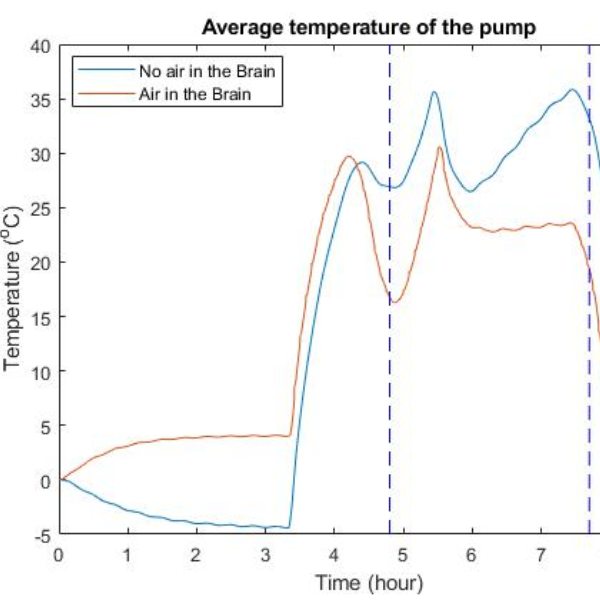 Average temperature of the pump
No air in the Brain
Air in the Brain
40
35
30
25
20
15
10
5
0
-5
Temperature (°C)
0 1 2 3 4 5 6 7
Time (hour)